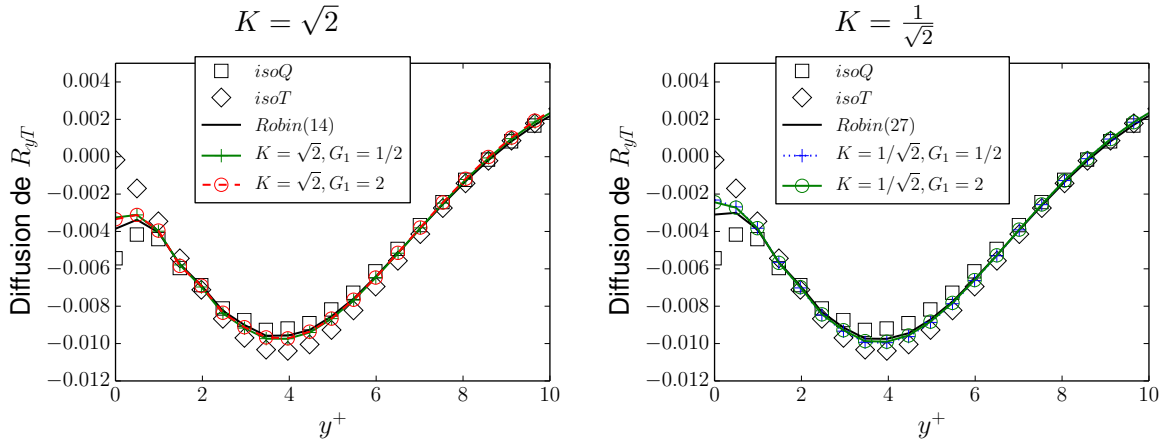 K = √2
0.004
0.002
0.000
−0.002
−0.004
−0.006
−0.008
−0.010
−0.012
0 2 4 6 8 10
Diffusion de R_{yT}
y⁺
isoQ
isoT
Robin(14)
K = √2, G₁ = 1/2
K = √2, G₁ = 2
K = 1/√2
0.004
0.002
0.000
−0.002
−0.004
−0.006
−0.008
−0.010
−0.012
0 2 4 6 8 10
Diffusion de R_{yT}
y⁺
isoQ
isoT
Robin(27)
K = 1/√2, G₁ = 1/2
K = 1/√2, G₁ = 2